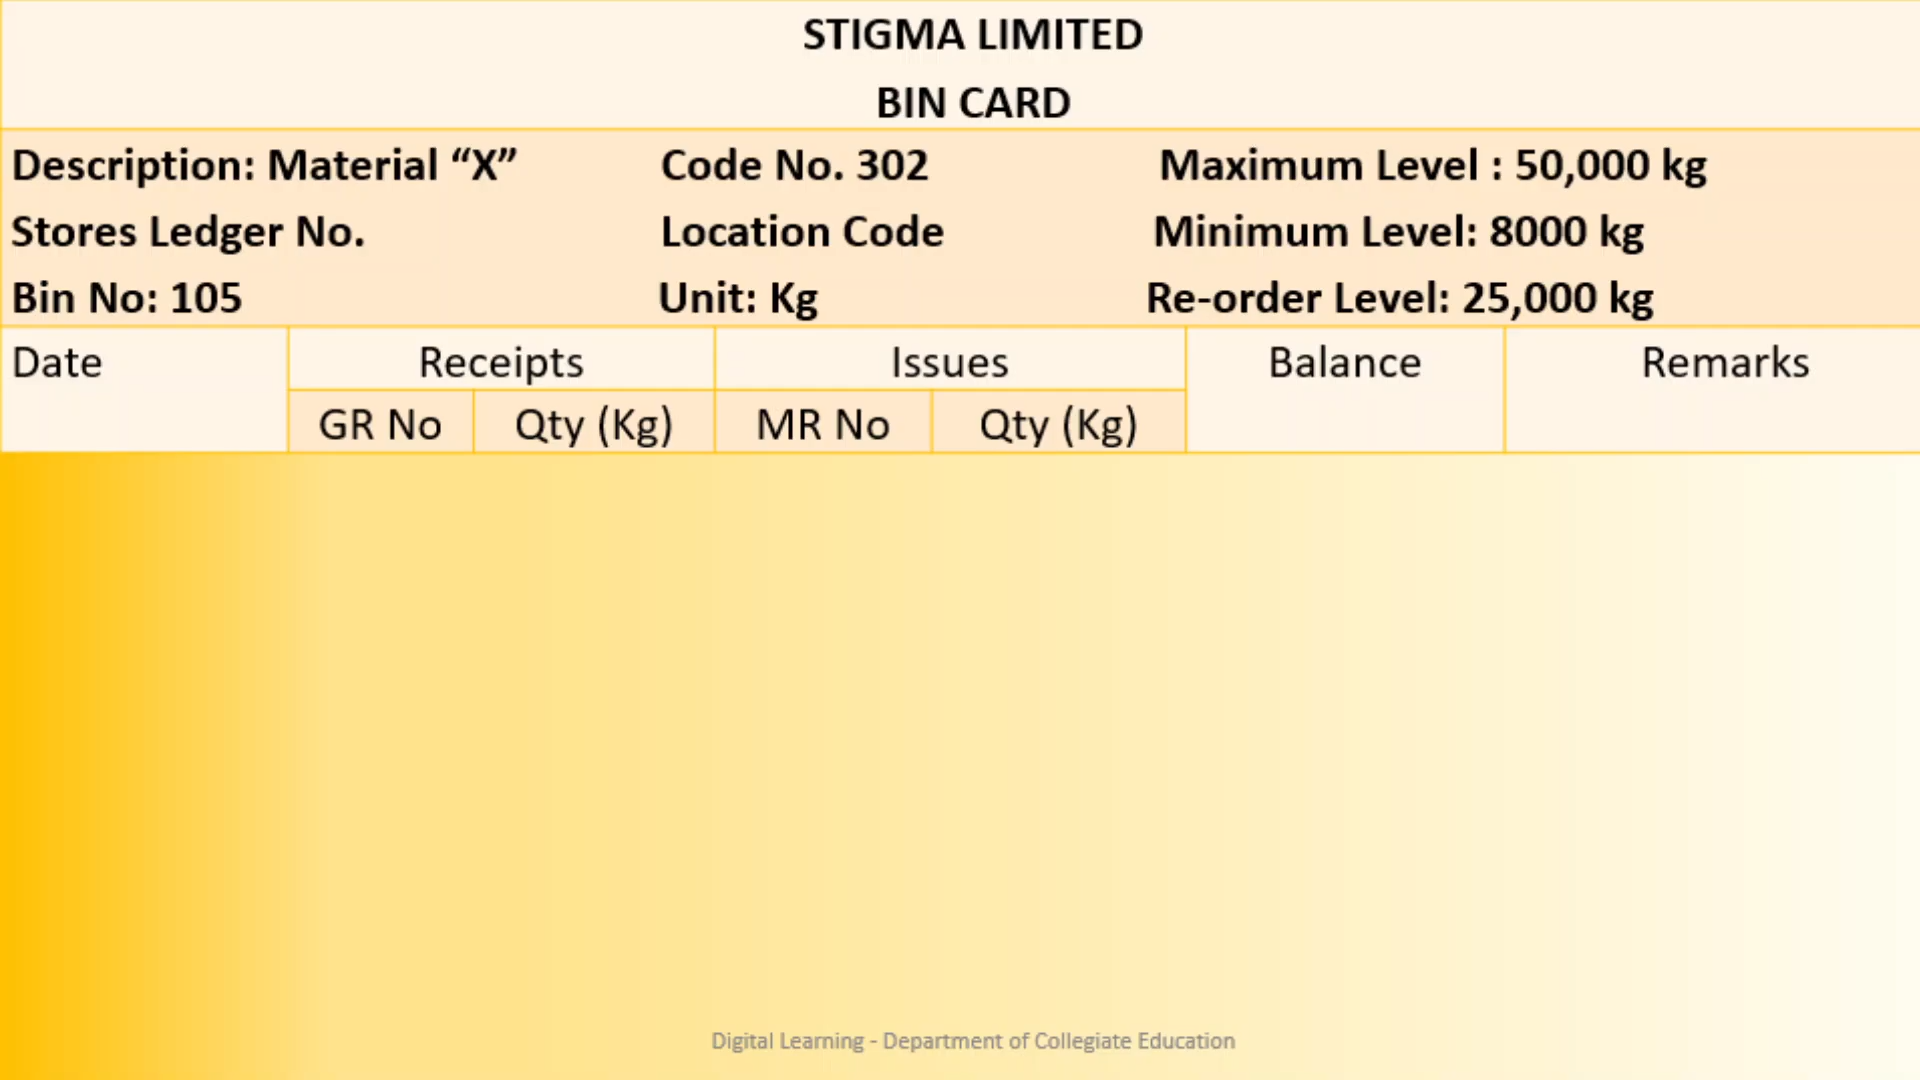 STIGMA LIMITED
BIN CARD
Description: Material “X” Code No. 302 Maximum Level : 50,000 kg
Stores Ledger No. Location Code Minimum Level: 8000 kg
Bin No: 105 Unit: Kg Re-order Level: 25,000 kg
Date Receipts Issues Balance Remarks
GR No Qty (Kg) MR No Qty (Kg)
Digital Learning - Department of Collegiate Education